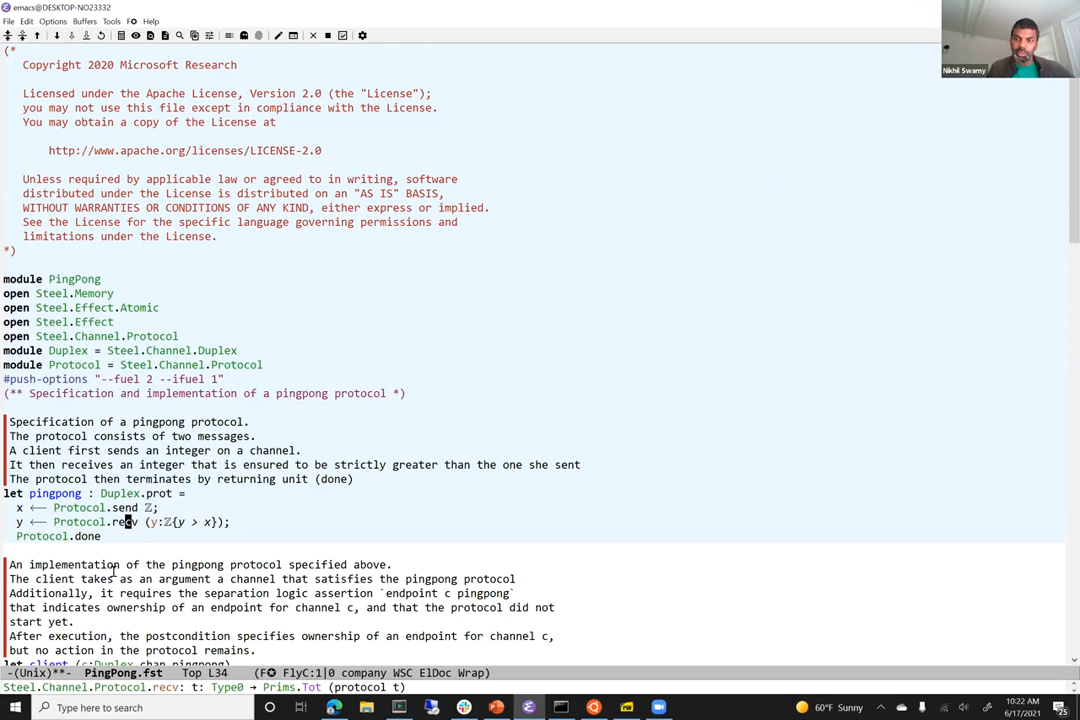 emacs@DESKTOP-NO23332
File Edit Options Buffers Tools F✪ Help
Nikhil Swamy
(*
Copyright 2020 Microsoft Research
Licensed under the Apache License, Version 2.0 (the "License");
you may not use this file except in compliance with the License.
You may obtain a copy of the License at
http://www.apache.org/licenses/LICENSE-2.0
Unless required by applicable law or agreed to in writing, software
distributed under the License is distributed on an "AS IS" BASIS,
WITHOUT WARRANTIES OR CONDITIONS OF ANY KIND, either express or implied.
See the License for the specific language governing permissions and
limitations under the License.
*)
module PingPong
open Steel.Memory
open Steel.Effect.Atomic
open Steel.Effect
open Steel.Channel.Protocol
module Duplex = Steel.Channel.Duplex
module Protocol = Steel.Channel.Protocol
#push-options "--fuel 2 --ifuel 1"
(** Specification and implementation of a pingpong protocol *)
Specification of a pingpong protocol.
The protocol consists of two messages.
A client first sends an integer on a channel.
It then receives an integer that is ensured to be strictly greater than the one she sent
The protocol then terminates by returning unit (done)
let pingpong : Duplex.prot =
x ⟵ Protocol.send ℤ;
y ⟵ Protocol.recv (y:ℤ{y > x});
Protocol.done
An implementation of the pingpong protocol specified above.
The client takes as an argument a channel that satisfies the pingpong protocol
Additionally, it requires the separation logic assertion `endpoint c pingpong`
that indicates ownership of an endpoint for channel c, and that the protocol did not
start yet.
After execution, the postcondition specifies ownership of an endpoint for channel c,
but no action in the protocol remains.
let client (c:Duplex.chan pingpong)
-(Unix)**- PingPong.fst Top L34 (F✪ FlyC:1|0 company WSC ElDoc Wrap)
Steel.Channel.Protocol.recv: t: Type0 → Prims.Tot (protocol t)
Type here to search
60°F Sunny
10:22 AM
6/17/2021
25